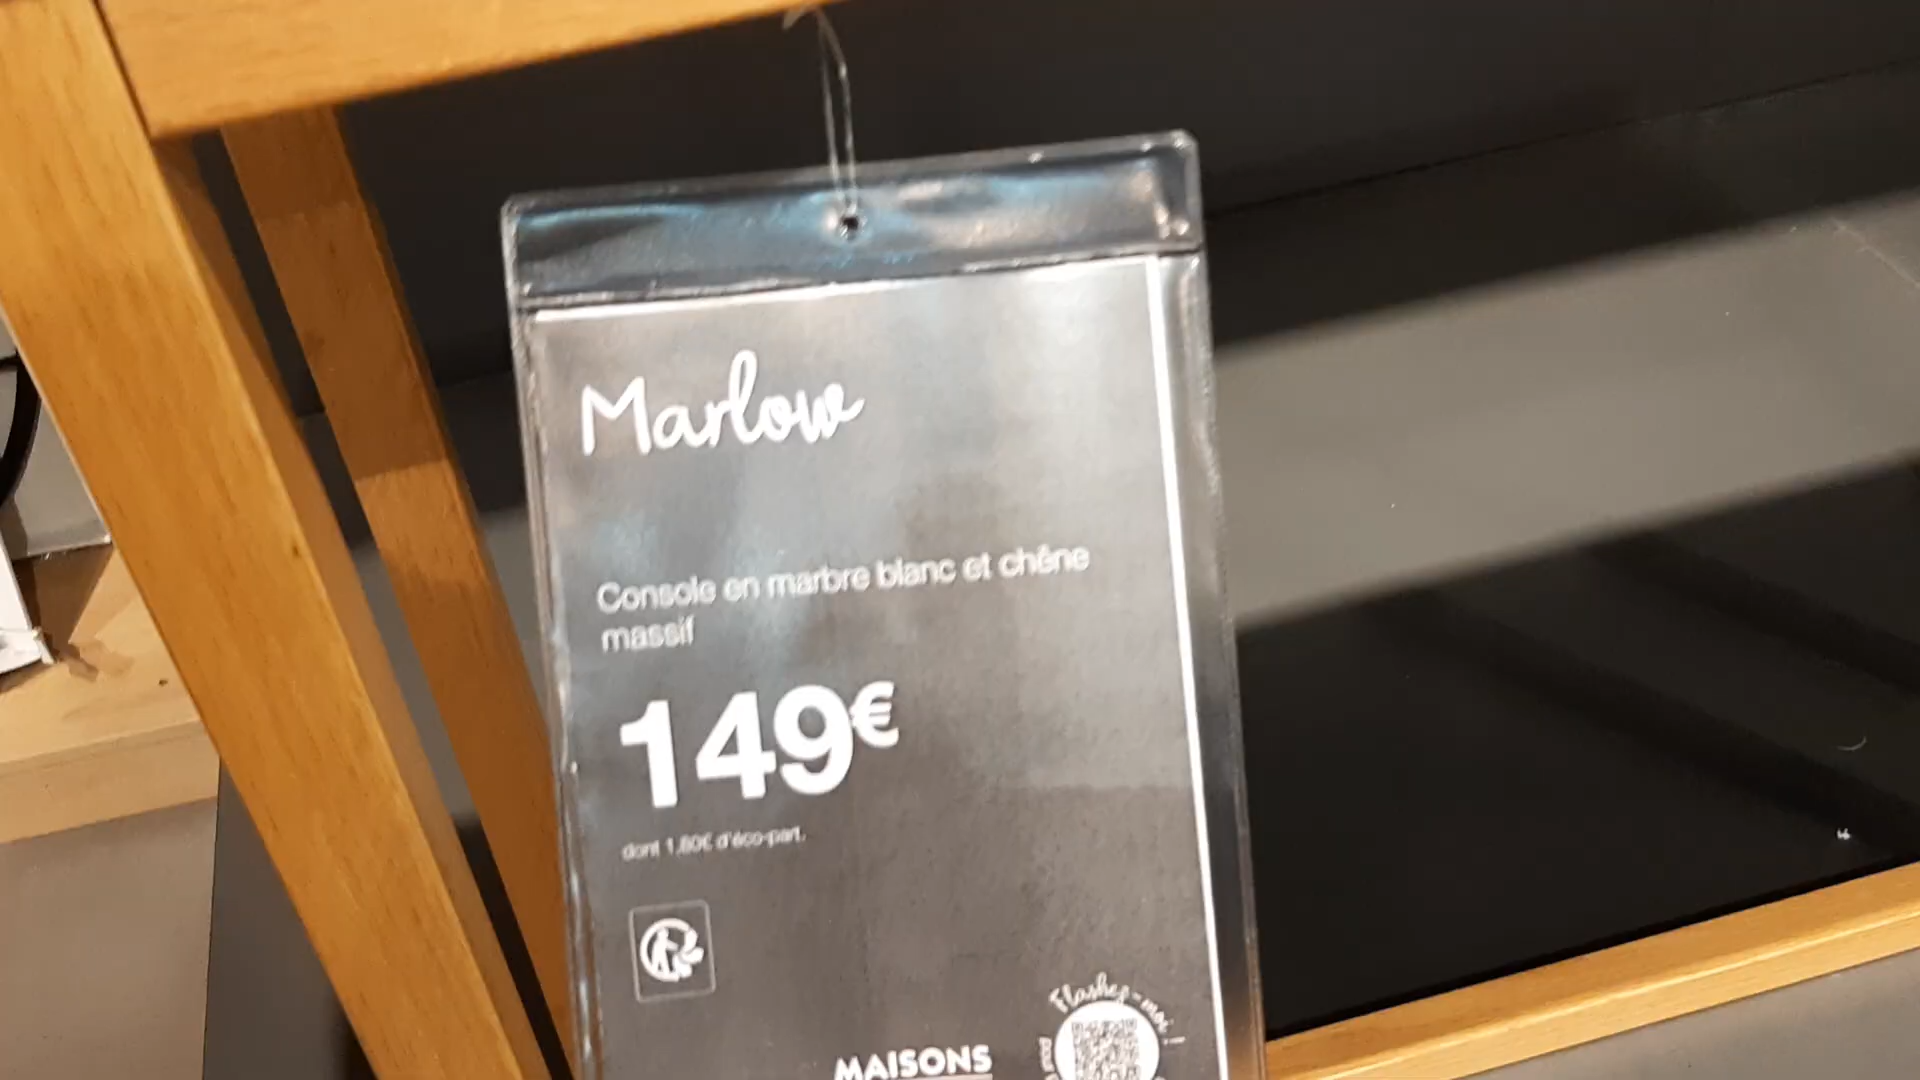 Marlow
Console en marbre blanc et chêne
massif
149€
dont 1,80€ d'éco-part.
MAISONS
Flashez-moi !